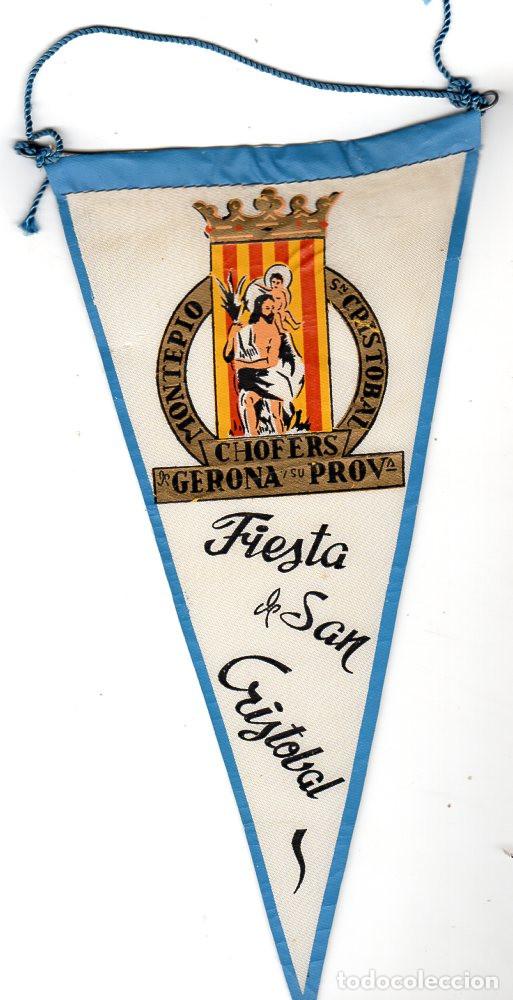 MONTEPIO
SN CRISTOBAL
CHOFERS
de GERONA Y SU PROVA
Fiesta
de San
Cristobal
todocoleccion